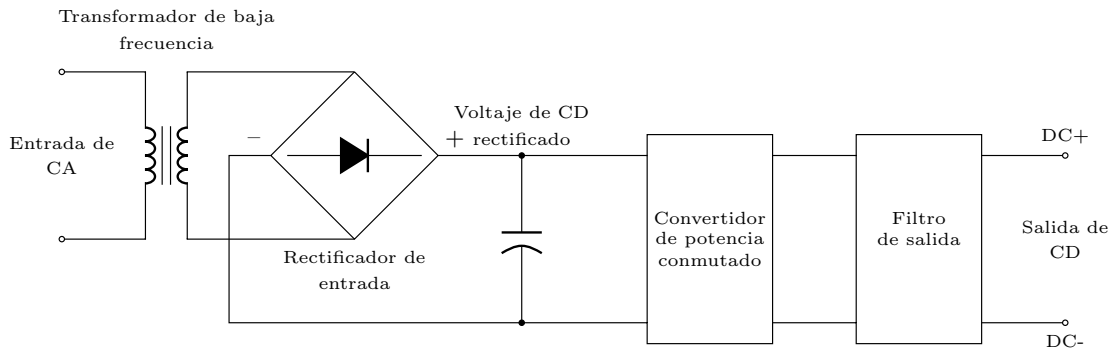 Transformador de baja
frecuencia
Entrada de
CA
−
Voltaje de CD
+ rectificado
Rectificador de
entrada
Convertidor
de potencia
conmutado
Filtro
de salida
DC+
Salida de
CD
DC-